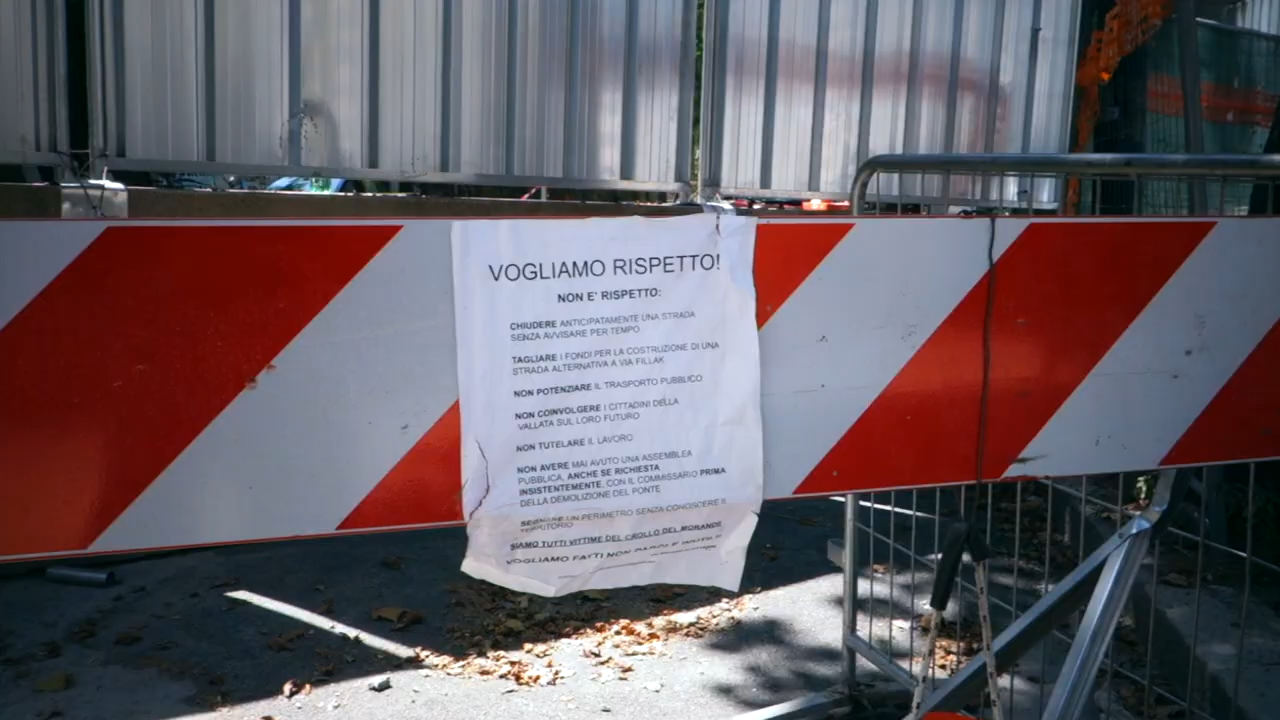 VOGLIAMO RISPETTO!
NON E' RISPETTO:
CHIUDERE ANTICIPATAMENTE UNA STRADA
SENZA AVVISARE PER TEMPO
TAGLIARE I FONDI PER LA COSTRUZIONE DI UNA
STRADA ALTERNATIVA A VIA FILLAK
NON POTENZIARE IL TRASPORTO PUBBLICO
NON COINVOLGERE I CITTADINI DELLA
VALLATA SUL LORO FUTURO
NON TUTELARE IL LAVORO
NON AVERE MAI AVUTO UNA ASSEMBLEA
PUBBLICA, ANCHE SE RICHIESTA
INSISTENTEMENTE, CON IL COMMISSARIO PRIMA
DELLA DEMOLIZIONE DEL PONTE
SEGNARE UN PERIMETRO SENZA CONOSCERE IL
TERRITORIO
SIAMO TUTTI VITTIME DEL CROLLO DEL MORANDI
VOGLIAMO FATTI NON PAROLE